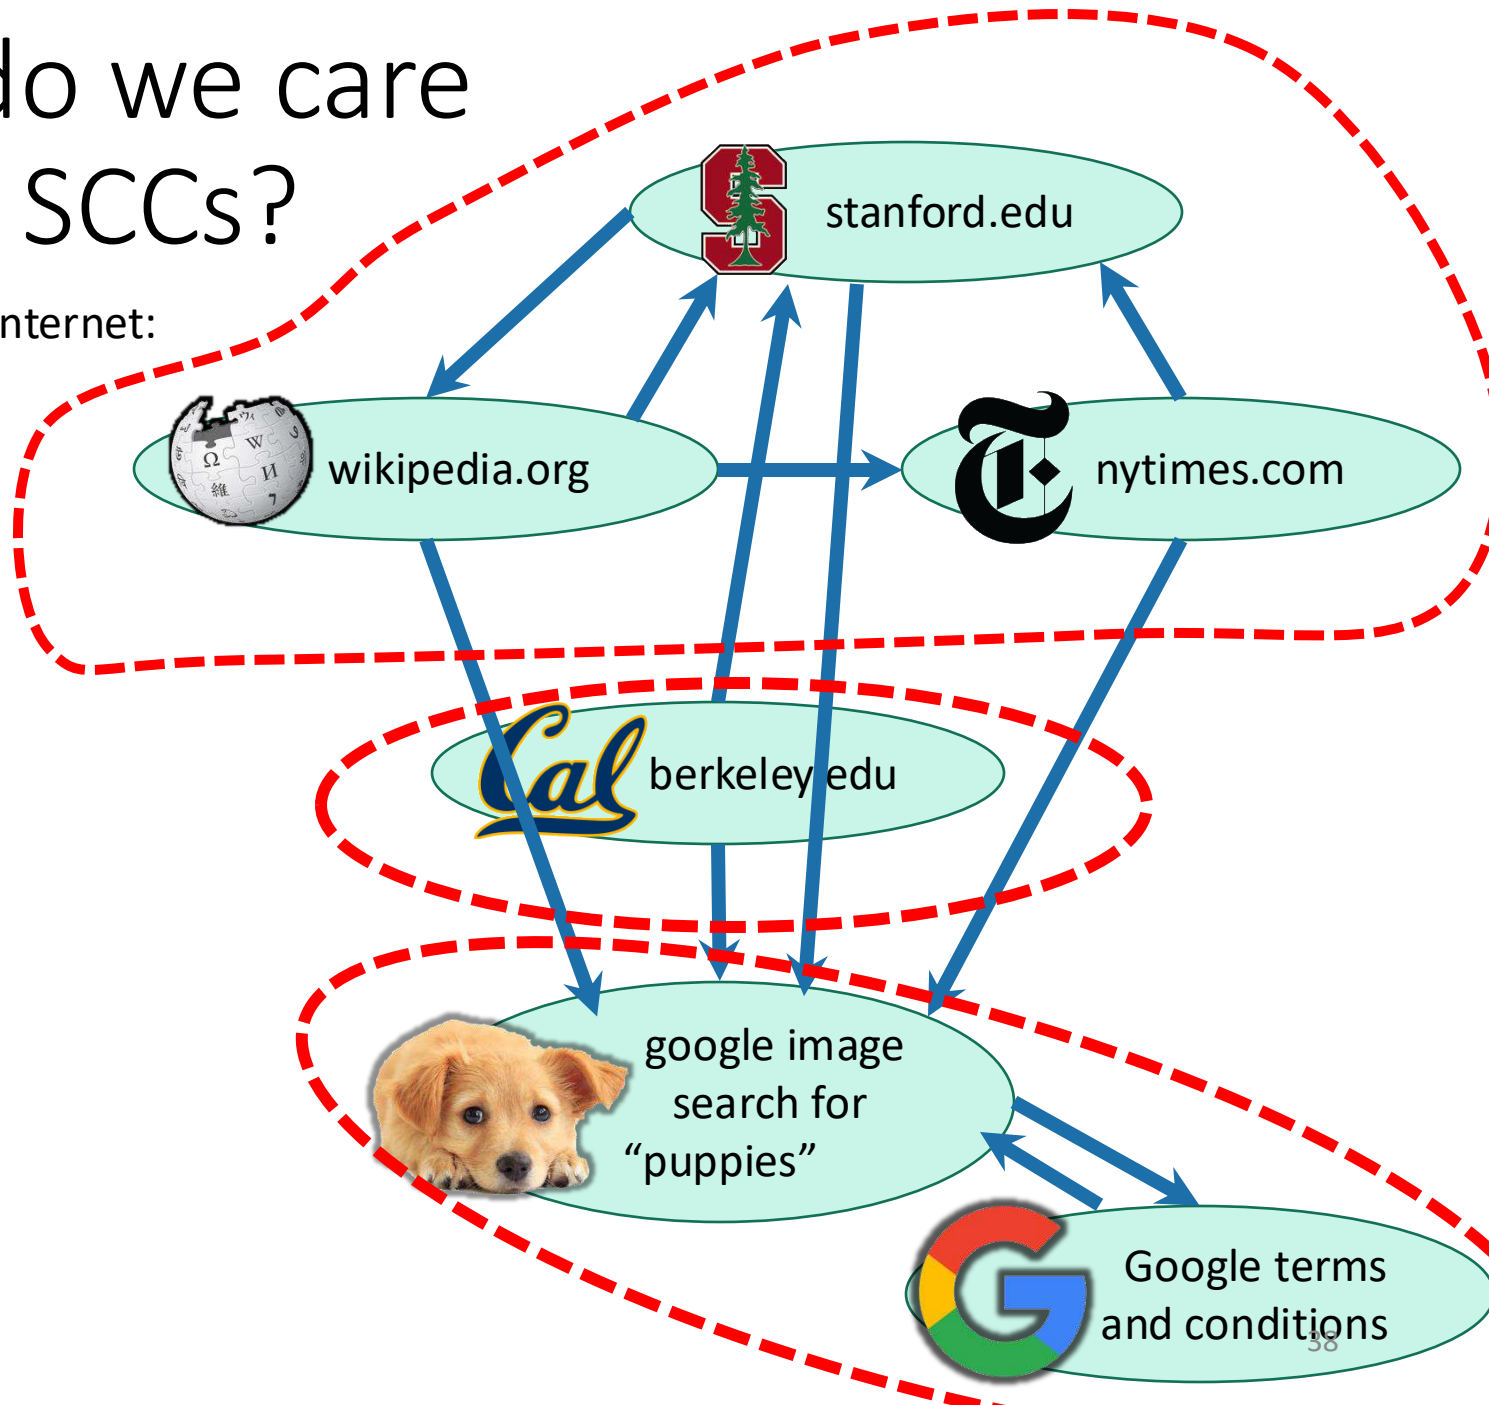 do we care
SCCs?
nternet:
stanford.edu
wikipedia.org
nytimes.com
Cal
berkeley.edu
google image
search for
“puppies”
Google terms
and conditions
38